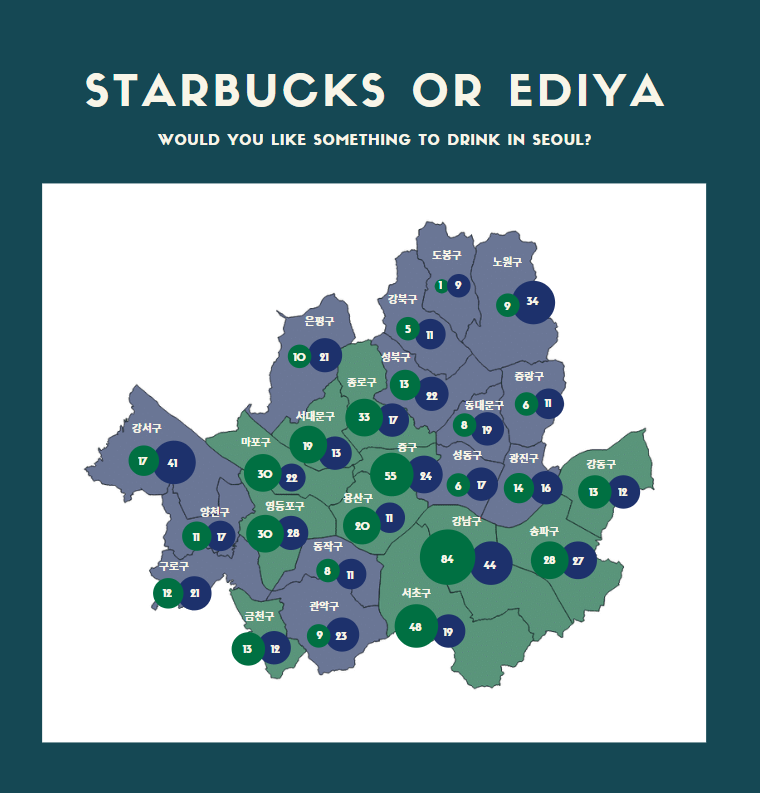 STARBUCKS OR EDIYA
WOULD YOU LIKE SOMETHING TO DRINK IN SEOUL?
도봉구
1 9
노원구
9 34
강북구
5 11
은평구
10 21
성북구
13 22
종로구
33 17
중랑구
6 11
동대문구
8 19
서대문구
19 13
강서구
17 41
마포구
30 22
중구
55 24
성동구
6 17
광진구
14 16
강동구
13 12
용산구
20 11
영등포구
30 28
양천구
11 17
강남구
84 44
송파구
28 27
동작구
8 11
구로구
12 21
서초구
48 19
관악구
9 23
금천구
13 12